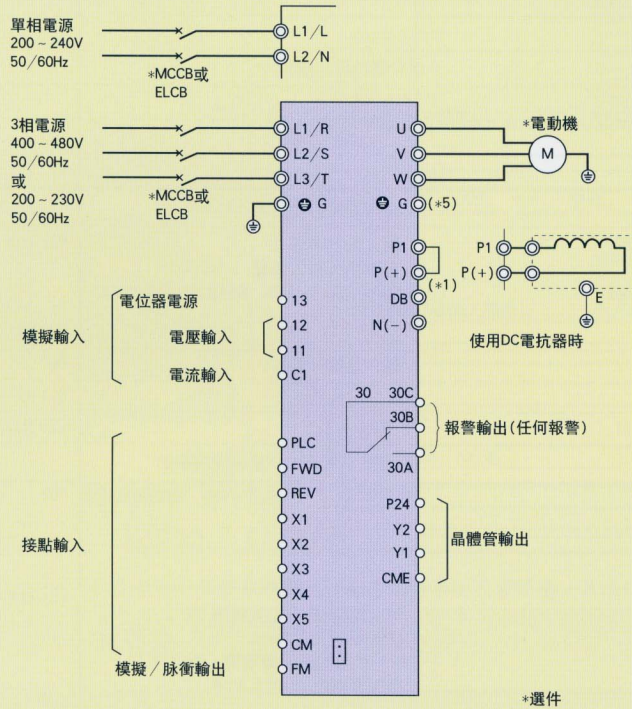 單相電源
200~240V
50/60Hz
*MCCB或
ELCB
L1/L
L2/N
3相電源
400~480V
50/60Hz
或
200~230V
50/60Hz
*MCCB或
ELCB
L1/R
L2/S
L3/T
G
U
V
W
G (*5)
*電動機
M
P1
P(+)
(*1)
DB
N(-)
P1
P(+)
E
使用DC電抗器時
模擬輸入
電位器電源
電壓輸入
電流輸入
13
12
11
C1
30
30C
30B
30A
報警輸出(任何報警)
接點輸入
PLC
FWD
REV
X1
X2
X3
X4
X5
CM
模擬/脉衝輸出
FM
P24
Y2
Y1
CME
晶體管輸出
*選件